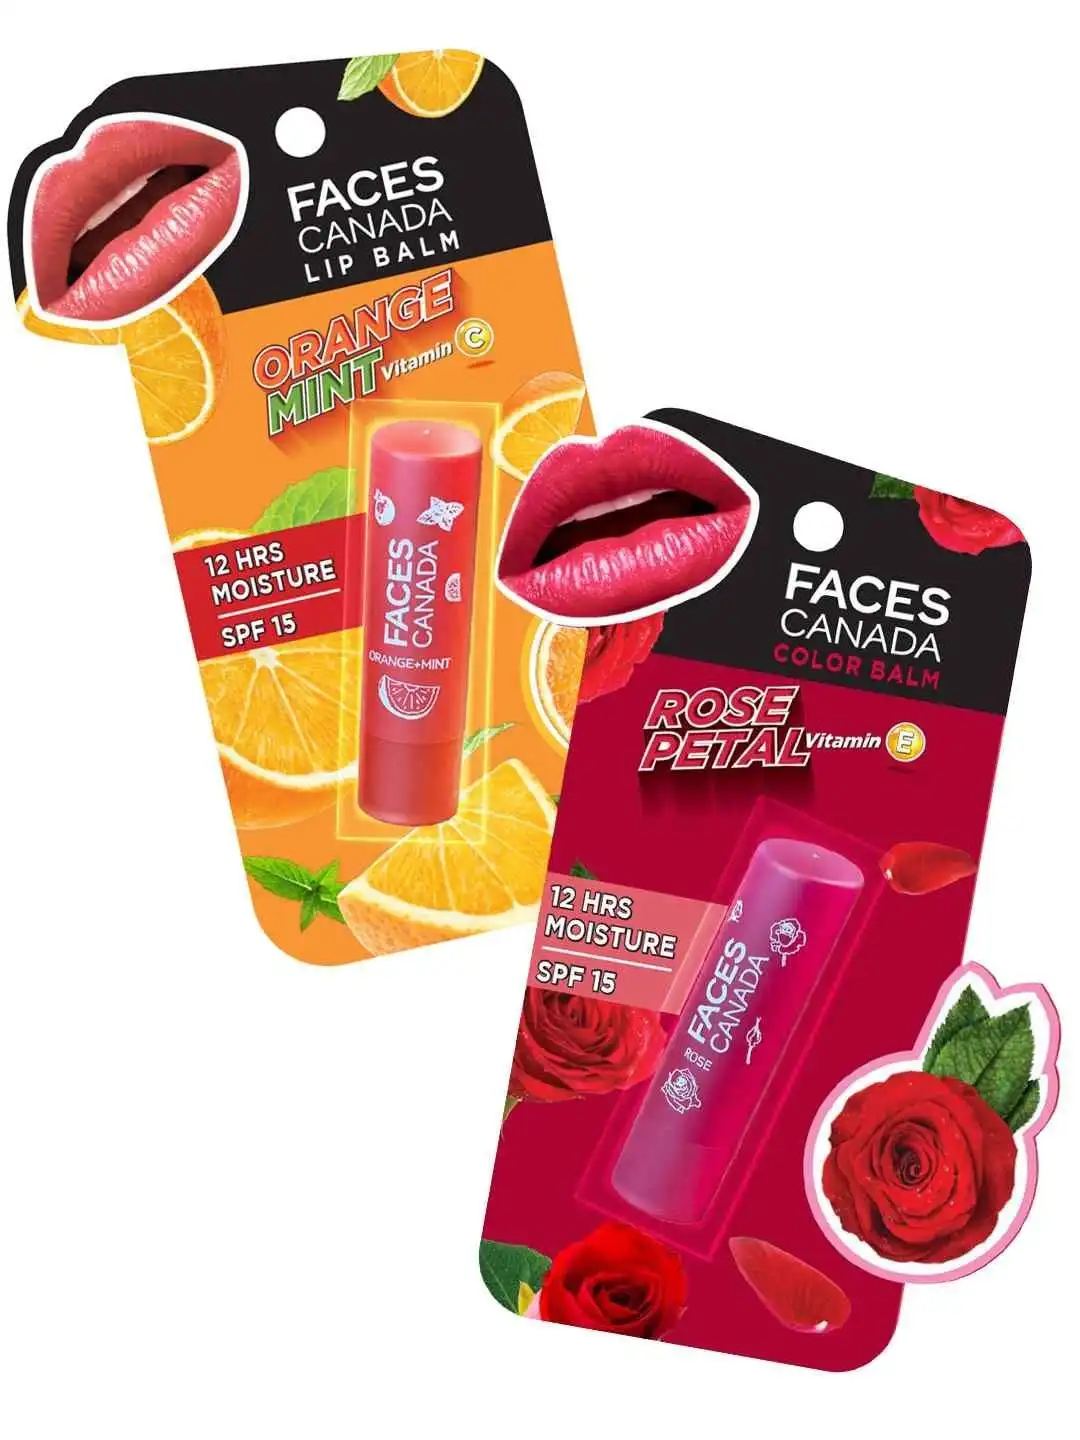 FACES
CANADA
LIP BALM
ORANGE
MINT Vitamin C
12 HRS
MOISTURE
SPF 15
FACES
CANADA
ORANGE+MINT
FACES
CANADA
COLOR BALM
ROSE
PETAL Vitamin E
12 HRS
MOISTURE
SPF 15
FACES
CANADA
ROSE